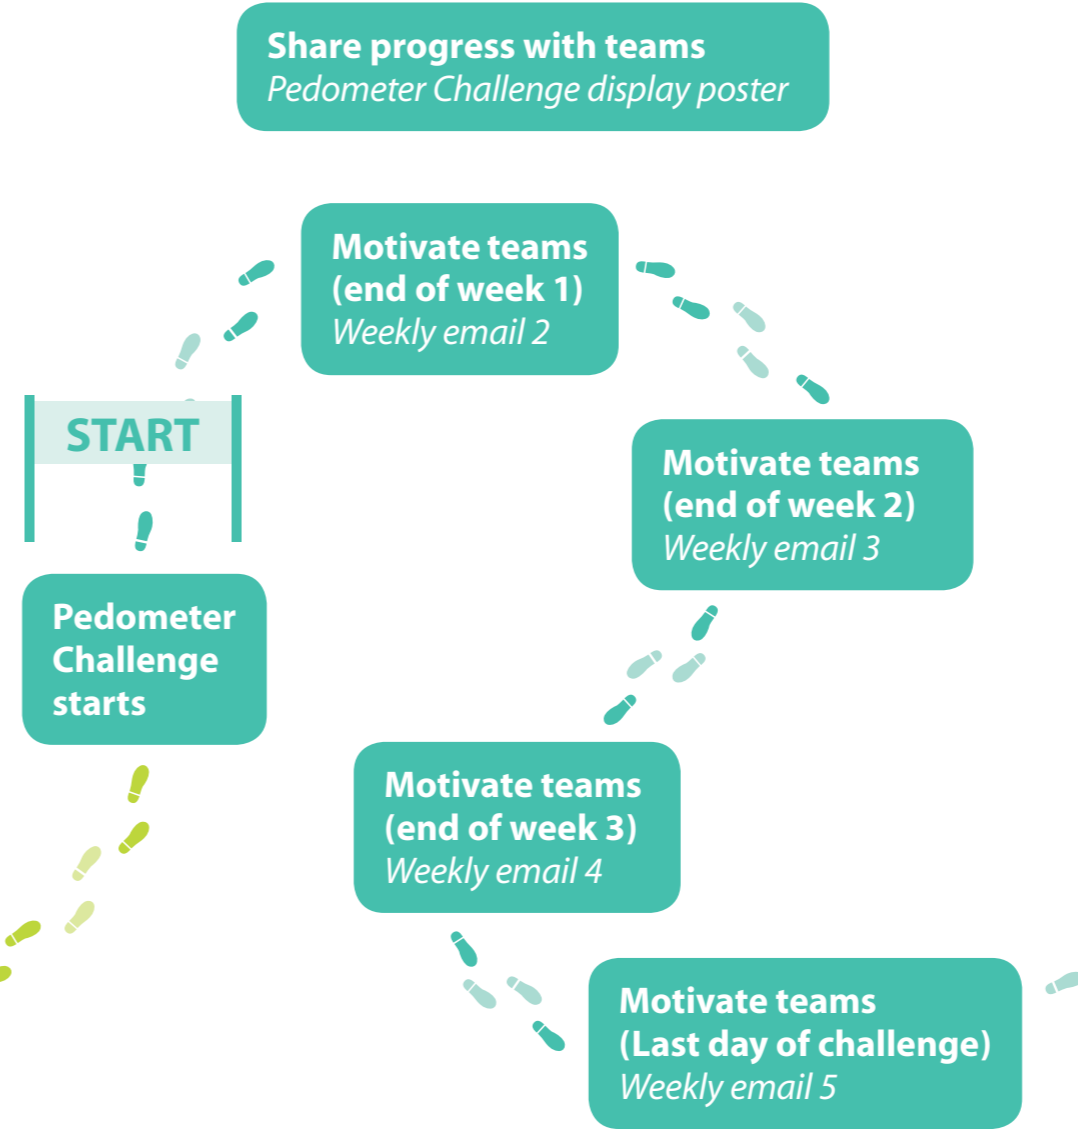 Share progress with teams
Pedometer Challenge display poster
Motivate teams
(end of week 1)
Weekly email 2
START
Motivate teams
(end of week 2)
Weekly email 3
Pedometer
Challenge
starts
Motivate teams
(end of week 3)
Weekly email 4
Motivate teams
(Last day of challenge)
Weekly email 5